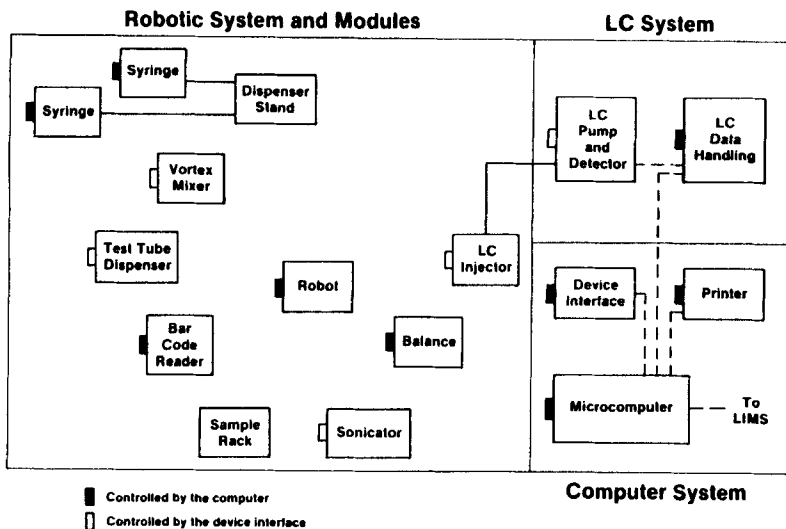 Robotic System and Modules
LC System
Syringe
Syringe
Dispenser
Stand
Vortex
Mixer
Test Tube
Dispenser
Robot
Bar
Code
Reader
Balance
Sample
Rack
Sonicator
LC
Injector
LC
Pump
and
Detector
LC
Data
Handling
Device
Interface
Printer
Microcomputer
To
LIMS
Computer System
Controlled by the computer
Controlled by the device interface